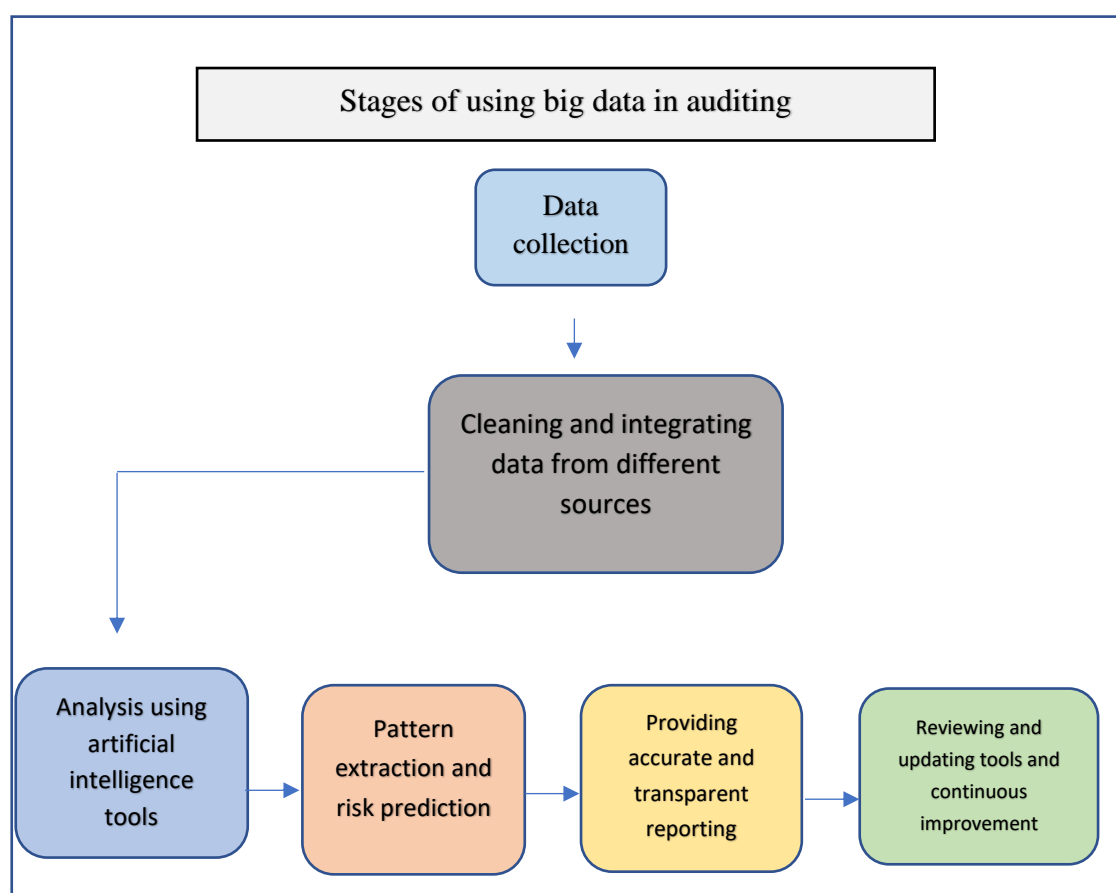 Stages of using big data in auditing
Data
collection
Cleaning and integrating
data from different
sources
Analysis using
artificial
intelligence
tools
Pattern
extraction and
risk prediction
Providing
accurate and
transparent
reporting
Reviewing and
updating tools and
continuous
improvement